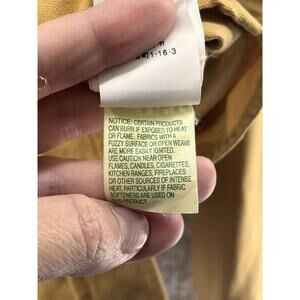 町1-16-3
NOTICE: CERTAIN PRODUCTS
CAN BURN IF EXPOSED TO HEAT
OR FLAME. FABRICS WITH A
FUZZY SURFACE OR OPEN WEAVE
ARE MORE EASILY IGNITED.
USE CAUTION NEAR OPEN
FLAMES, CANDLES, CIGARETTES,
KITCHEN RANGES, FIREPLACES
OR OTHER SOURCES OF INTENSE
HEAT, PARTICULARLY IF FABRIC
SOFTENERS ARE USED ON
THIS PRODUCT.